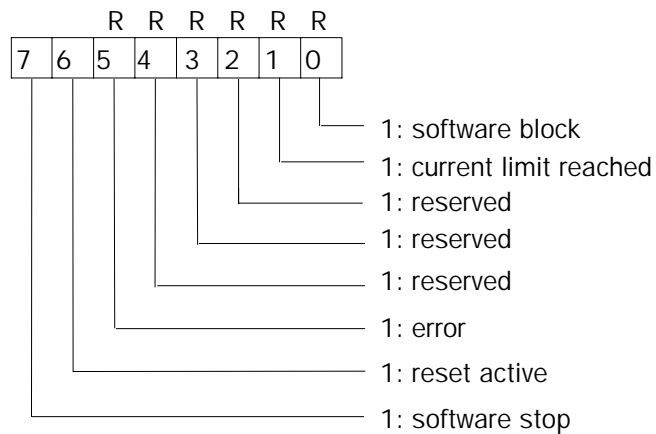 R R R R R R
7 6 5 4 3 2 1 0
1: software block
1: current limit reached
1: reserved
1: reserved
1: reserved
1: error
1: reset active
1: software stop